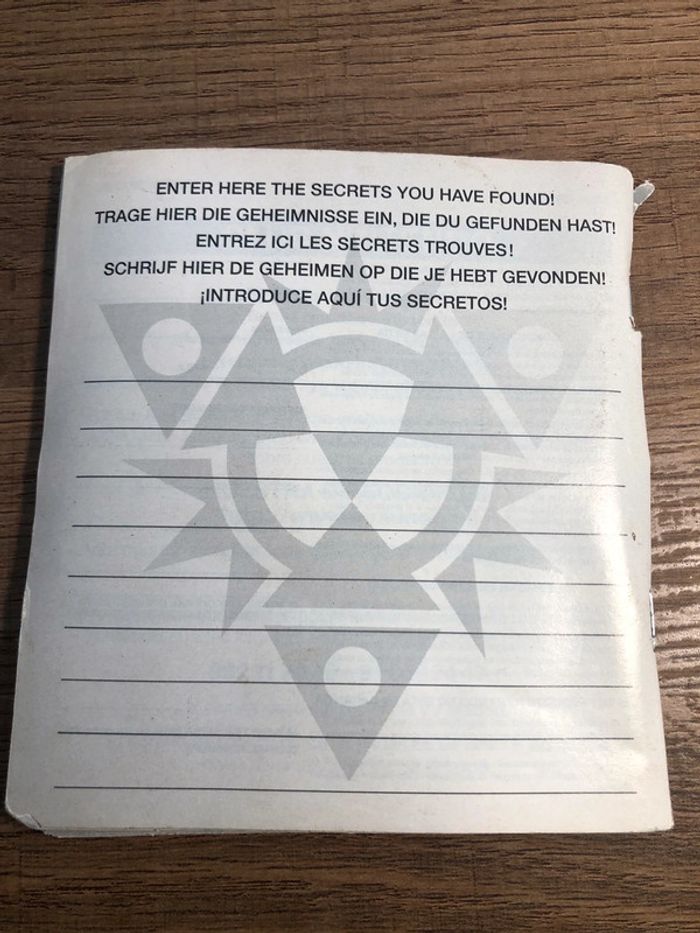 ENTER HERE THE SECRETS YOU HAVE FOUND!
TRAGE HIER DIE GEHEIMNISSE EIN, DIE DU GEFUNDEN HAST!
ENTREZ ICI LES SECRETS TROUVES!
SCHRIJF HIER DE GEHEIMEN OP DIE JE HEBT GEVONDEN!
¡INTRODUCE AQUÍ TUS SECRETOS!